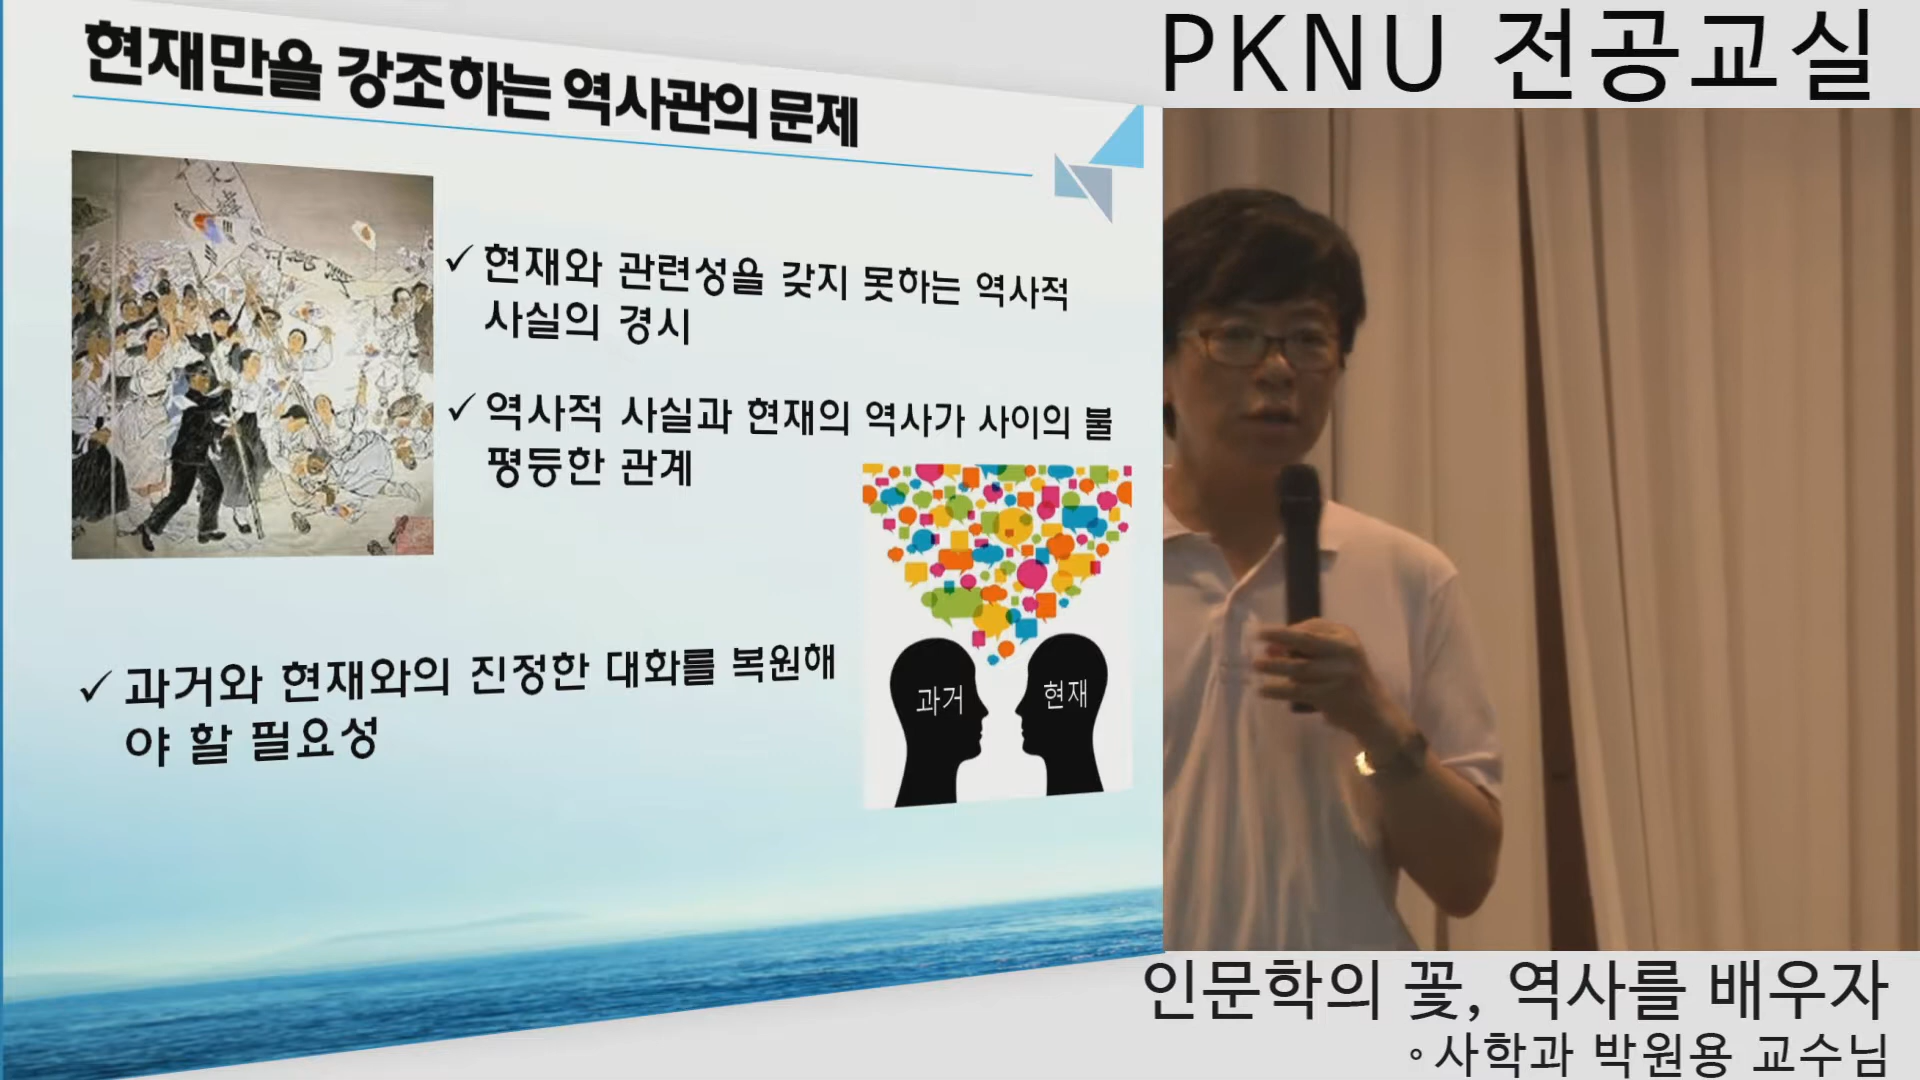 현재만을 강조하는 역사관의 문제
✓ 현재와 관련성을 갖지 못하는 역사적
사실의 경시
✓ 역사적 사실과 현재의 역사가 사이의 불
평등한 관계
과거
현재
✓ 과거와 현재와의 진정한 대화를 복원해
야 할 필요성
PKNU 전공교실
인문학의 꽃, 역사를 배우자
◦사학과 박원용 교수님